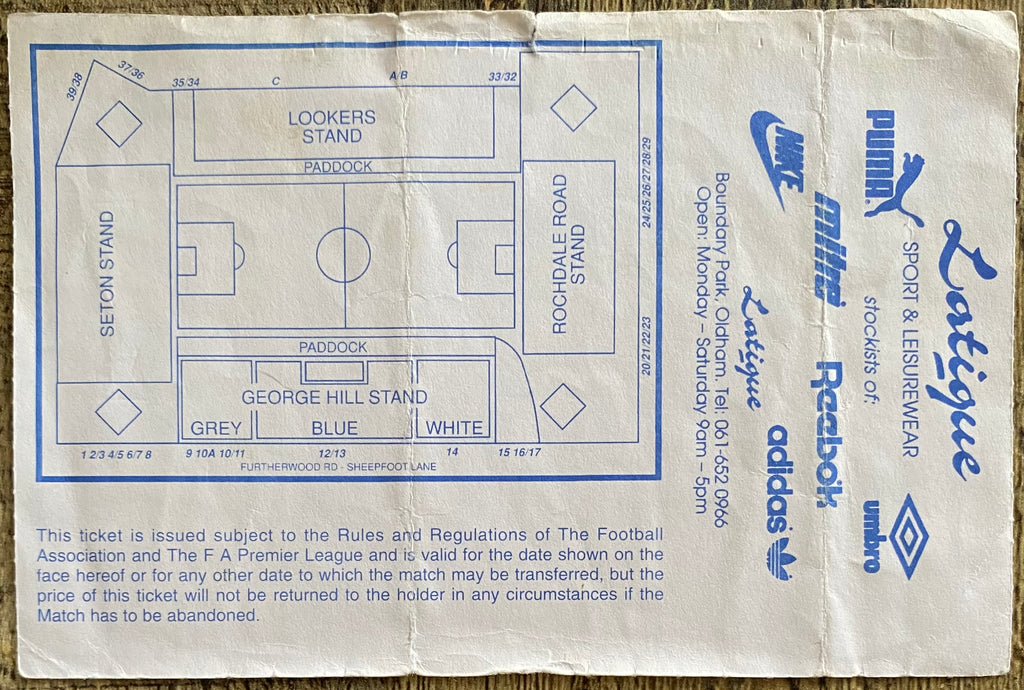 37/36
39/38
35/34
C
A/B
33/32
LOOKERS
STAND
PADDOCK
24/25/26/27/28/29
SETON STAND
ROCHDALE ROAD
STAND
20/21/22/23
PADDOCK
GEORGE HILL STAND
GREY
BLUE
WHITE
1 2/3 4/5 6/7 8
9 10A 10/11
12/13
14
15 16/17
FURTHERWOOD RD - SHEEPFOOT LANE
This ticket is issued subject to the Rules and Regulations of The Football
Association and The F A Premier League and is valid for the date shown on the
face hereof or for any other date to which the match may be transferred, but the
price of this ticket will not be returned to the holder in any circumstances if the
Match has to be abandoned.
Latique
SPORT & LEISUREWEAR
stockists of:
PUMA
umbro
mitre
Reebok
NIKE
Latique
adidas
Boundary Park, Oldham. Tel: 061-652 0966
Open: Monday – Saturday 9am – 5pm